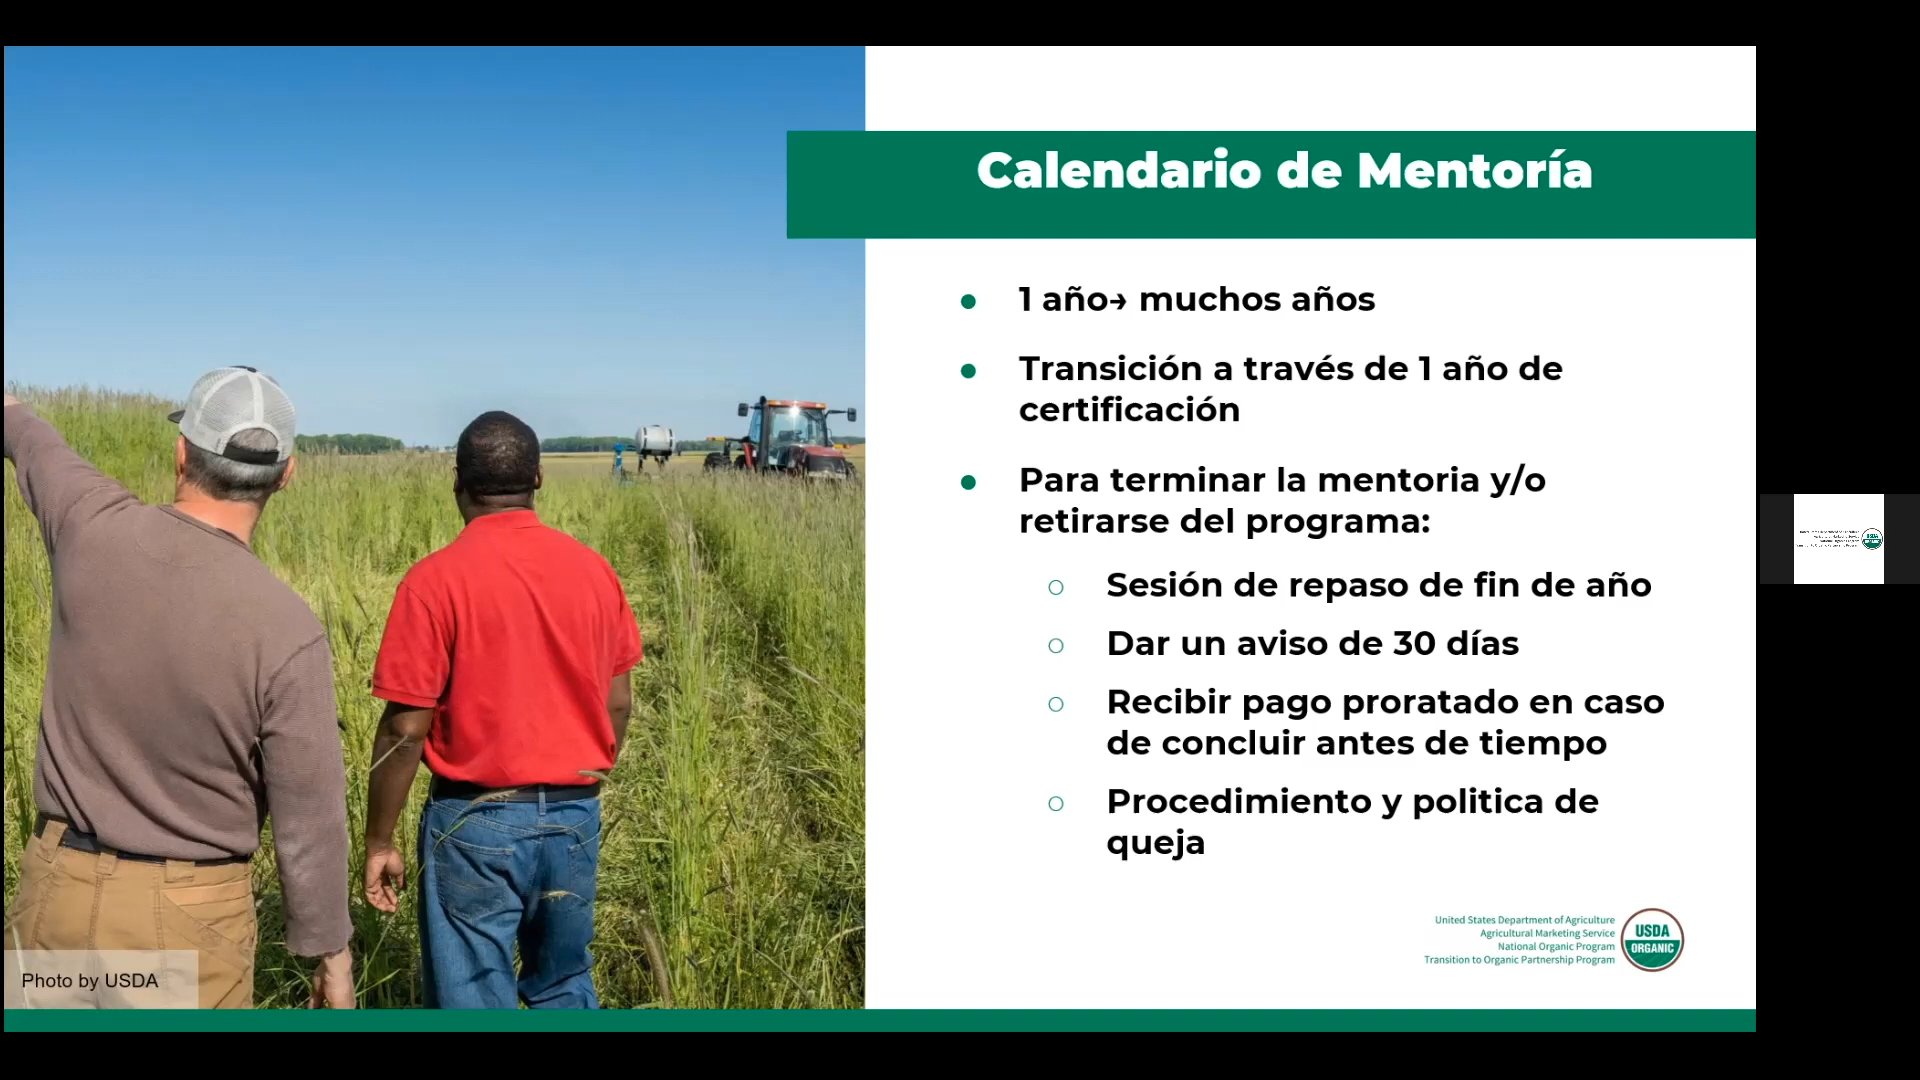 Calendario de Mentoría
● 1 año→ muchos años
● Transición a través de 1 año de
certificación
● Para terminar la mentoria y/o
retirarse del programa:
○ Sesión de repaso de fin de año
○ Dar un aviso de 30 días
○ Recibir pago proratado en caso
de concluir antes de tiempo
○ Procedimiento y politica de
queja
United States Department of Agriculture
Agricultural Marketing Service
National Organic Program
Transition to Organic Partnership Program
USDA
ORGANIC
Photo by USDA